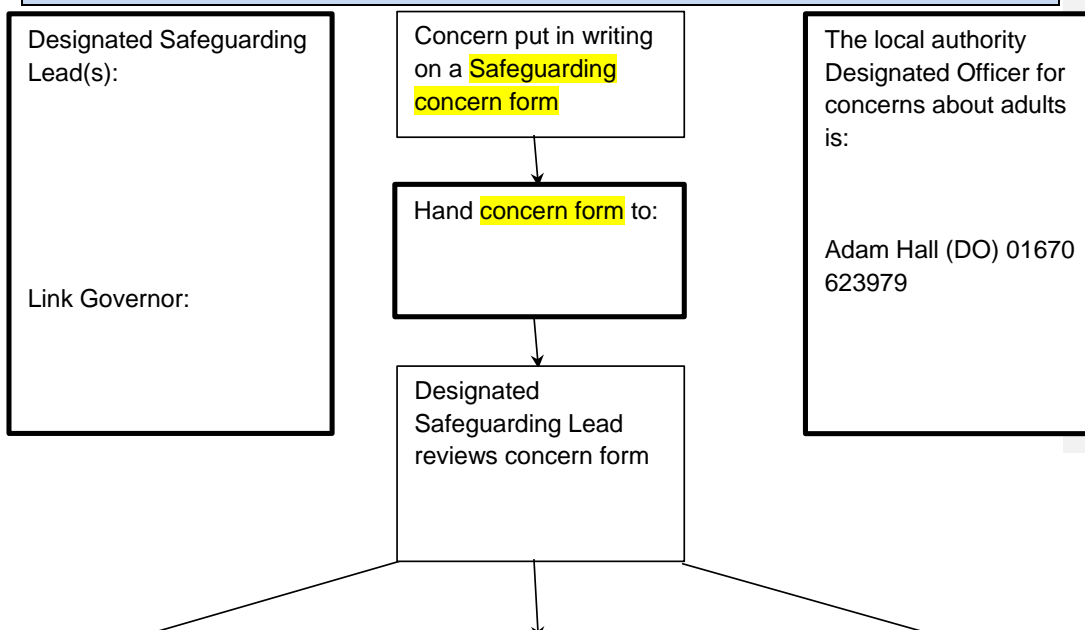 Designated Safeguarding
Lead(s):
Link Governor:
Concern put in writing
on a Safeguarding
concern form
Hand concern form to:
Designated
Safeguarding Lead
reviews concern form
The local authority
Designated Officer for
concerns about adults
is:
Adam Hall (DO) 01670
623979